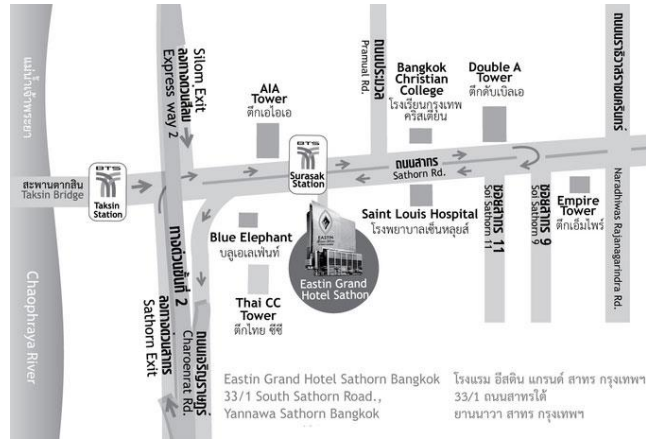 แม่น้ำเจ้าพระยา
Chaophraya River
สะพานตากสิน
Taksin Bridge
BTS
Taksin
Station
Silom Exit
ลงทางด่วนสีลม
Express way 2
ทางด่วนขั้นที่ 2
ลงทางด่วนสาทร
Sathorn Exit
ถนนเจริญราษฎร์
Charoenrat Rd.
AIA
Tower
ตึกเอไอเอ
BTS
Surasak
Station
ถนนประมวล
Pramual Rd.
Bangkok
Christian
College
โรงเรียนกรุงเทพ
คริสเตียน
Double A
Tower
ตึกดับเบิลเอ
ถนนสาทร
Sathorn Rd.
ถนนนราธิวาสราชนครินทร์
Naradhiwas Rajanagarindra Rd.
Blue Elephant
บลูเอเลเฟ่นท์
Thai CC
Tower
ตึกไทย ซีซี
EASTIN
Eastin Grand
Hotel Sathon
Saint Louis Hospital
โรงพยาบาลเซ็นหลุยส์
ซอยสาทร 11
Soi Sathorn 11
ซอยสาทร 9
Soi Sathorn 9
Empire
Tower
ตึกเอ็มไพร์
Eastin Grand Hotel Sathorn Bangkok
33/1 South Sathorn Road.,
Yannawa Sathorn Bangkok
โรงแรม อีสติน แกรนด์ สาทร กรุงเทพฯ
33/1 ถนนสาทรใต้
ยานนาวา สาทร กรุงเทพฯ